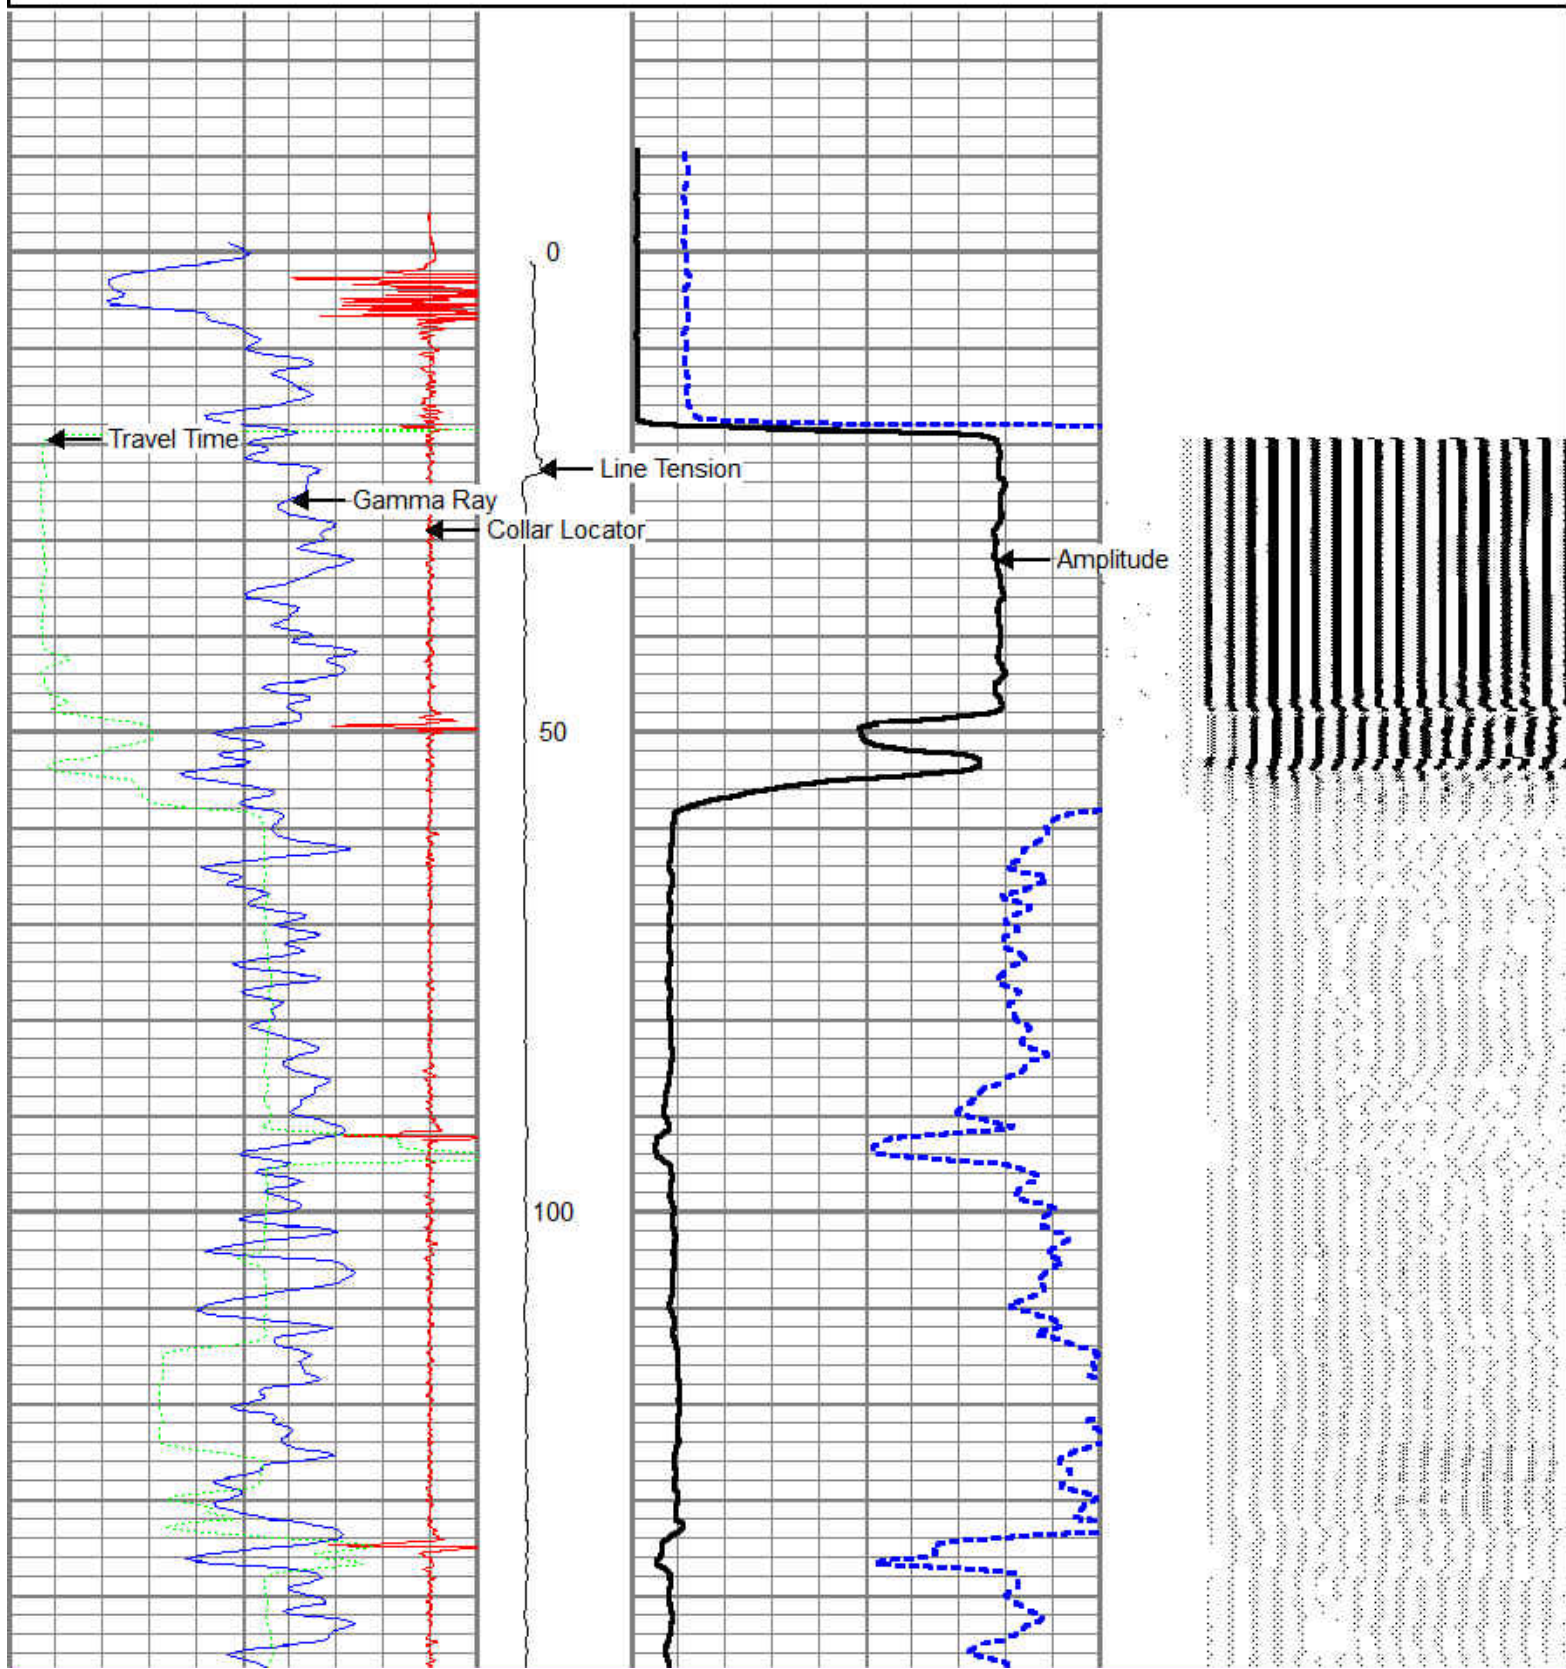 0
Travel Time
Line Tension
Gamma Ray
Collar Locator
Amplitude
50
100